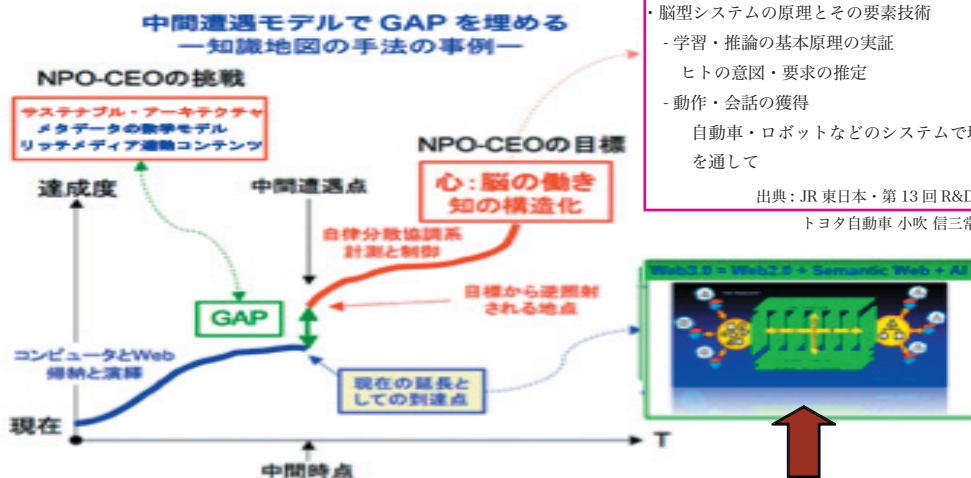 中間遭遇モデルで GAP を埋める
ー知識地図の手法の事例ー
NPO-CEOの挑戦
サステナブル・アーキテクチャ
メタデータの数学モデル
リッチメディア連動コンテンツ
達成度
中間遭遇点
NPO-CEOの目標
心:脳の働き
知の構造化
自律分散協調系
計測と制御
目標から逆照射
される地点
GAP
コンピュータとWeb
帰納と演繹
現在の延長と
しての到達点
現在
T
中間時点
・脳型システムの原理とその要素技術
- 学習・推論の基本原理の実証
ヒトの意図・要求の推定
- 動作・会話の獲得
自動車・ロボットなどのシステムで
を通して
出典 : JR 東日本・第 13 回 R&D
トヨタ自動車 小吹 信三
Web3.0 = Web2.0 + Semantic Web + AI